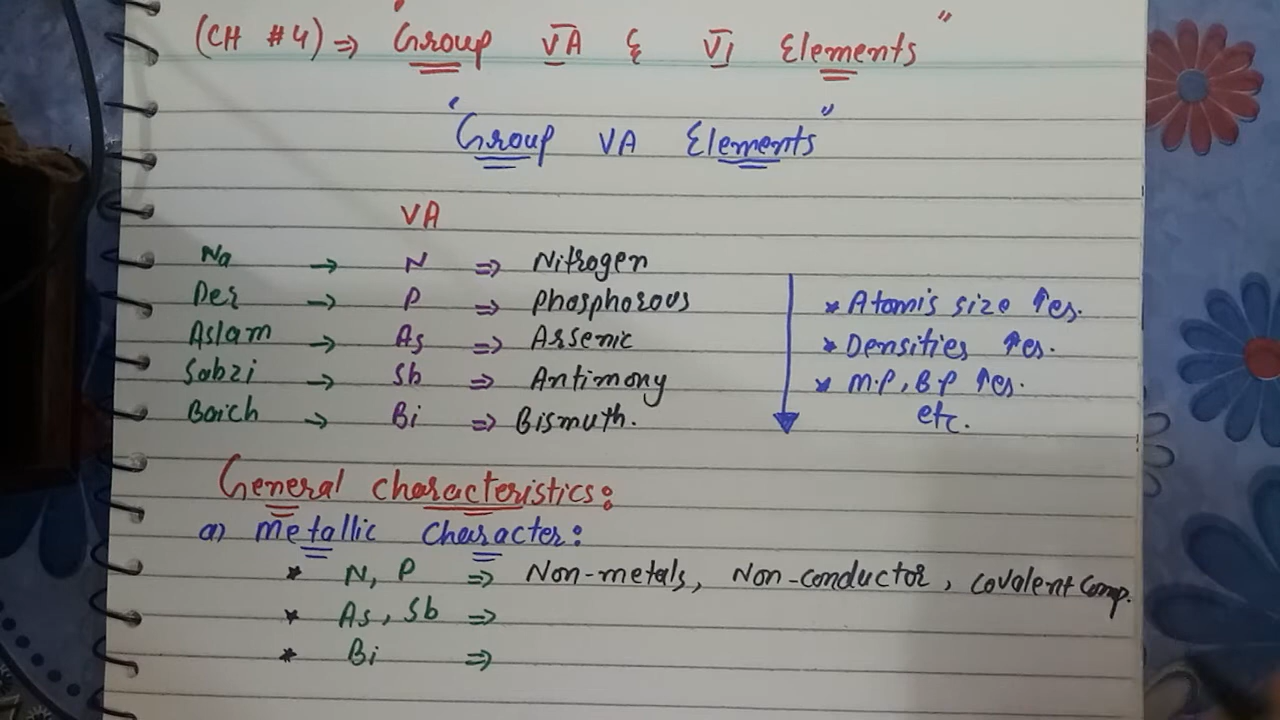 (CH #4) ⇒ "Group VA & VI Elements"
"Group VA Elements"
VA
Na → N ⇒ Nitrogen
Per → P ⇒ Phosphorous
Aslam → As ⇒ Arsenic
Sabzi → Sb ⇒ Antimony
Baich → Bi ⇒ Bismuth.
* Atomis size ↑es.
* Densities ↑es.
* M.P, B.P ↑es.
etc.
General characteristics:
a) Metallic Character:
* N, P ⇒ Non-metals, Non-conductor, covalent comp.
* As, Sb ⇒
* Bi ⇒